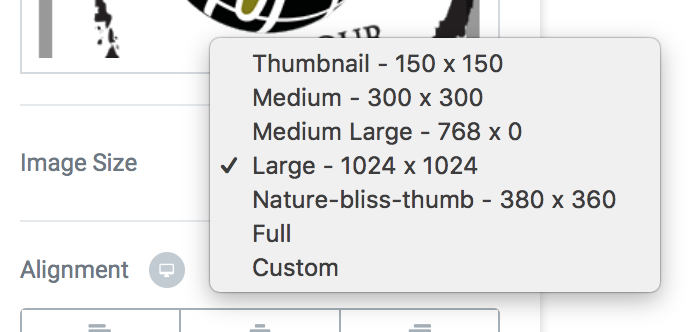 Thumbnail - 150 x 150
Medium - 300 x 300
Medium Large - 768 x 0
Image Size
Large - 1024 x 1024
Nature-bliss-thumb - 380 x 360
Full
Alignment
Custom